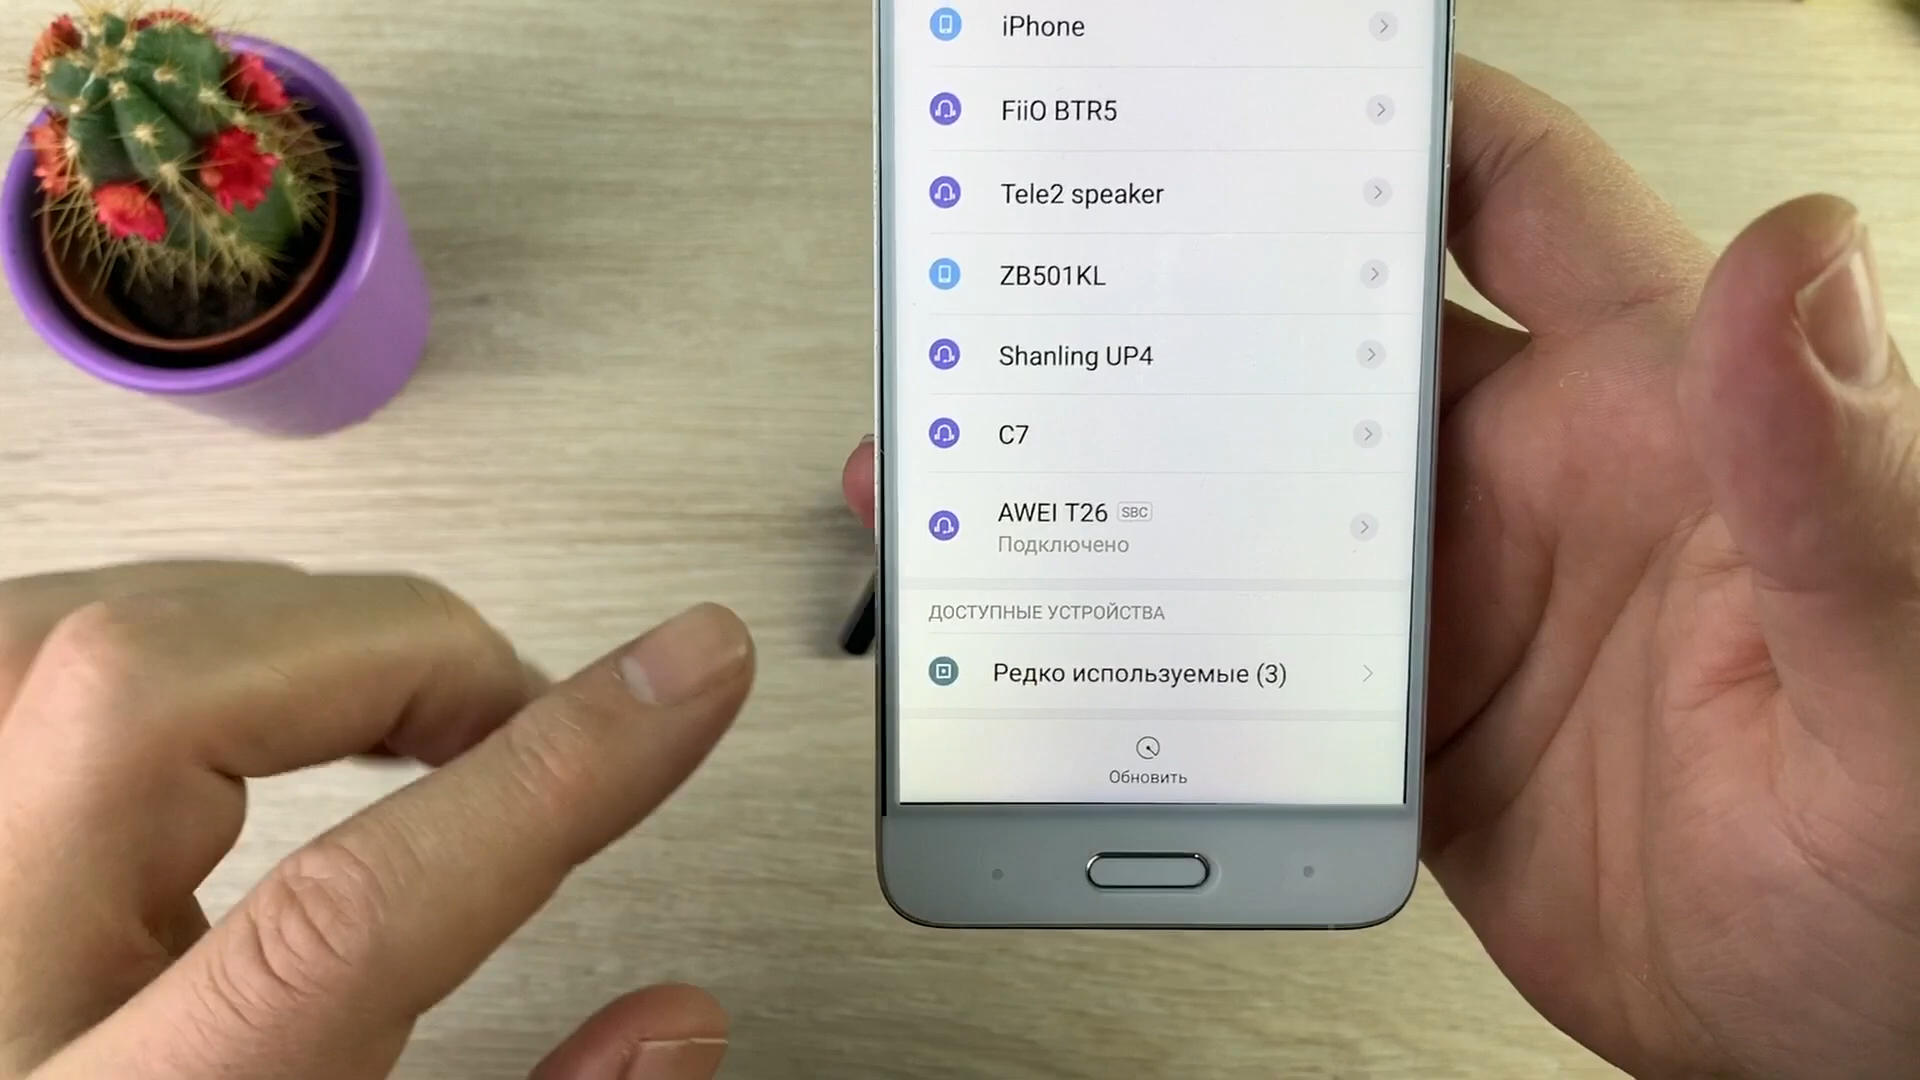 iPhone
FiiO BTR5
Tele2 speaker
ZB501KL
Shanling UP4
C7
AWEI T26 SBC
Подключено
ДОСТУПНЫЕ УСТРОЙСТВА
Редко используемые (3)
Обновить